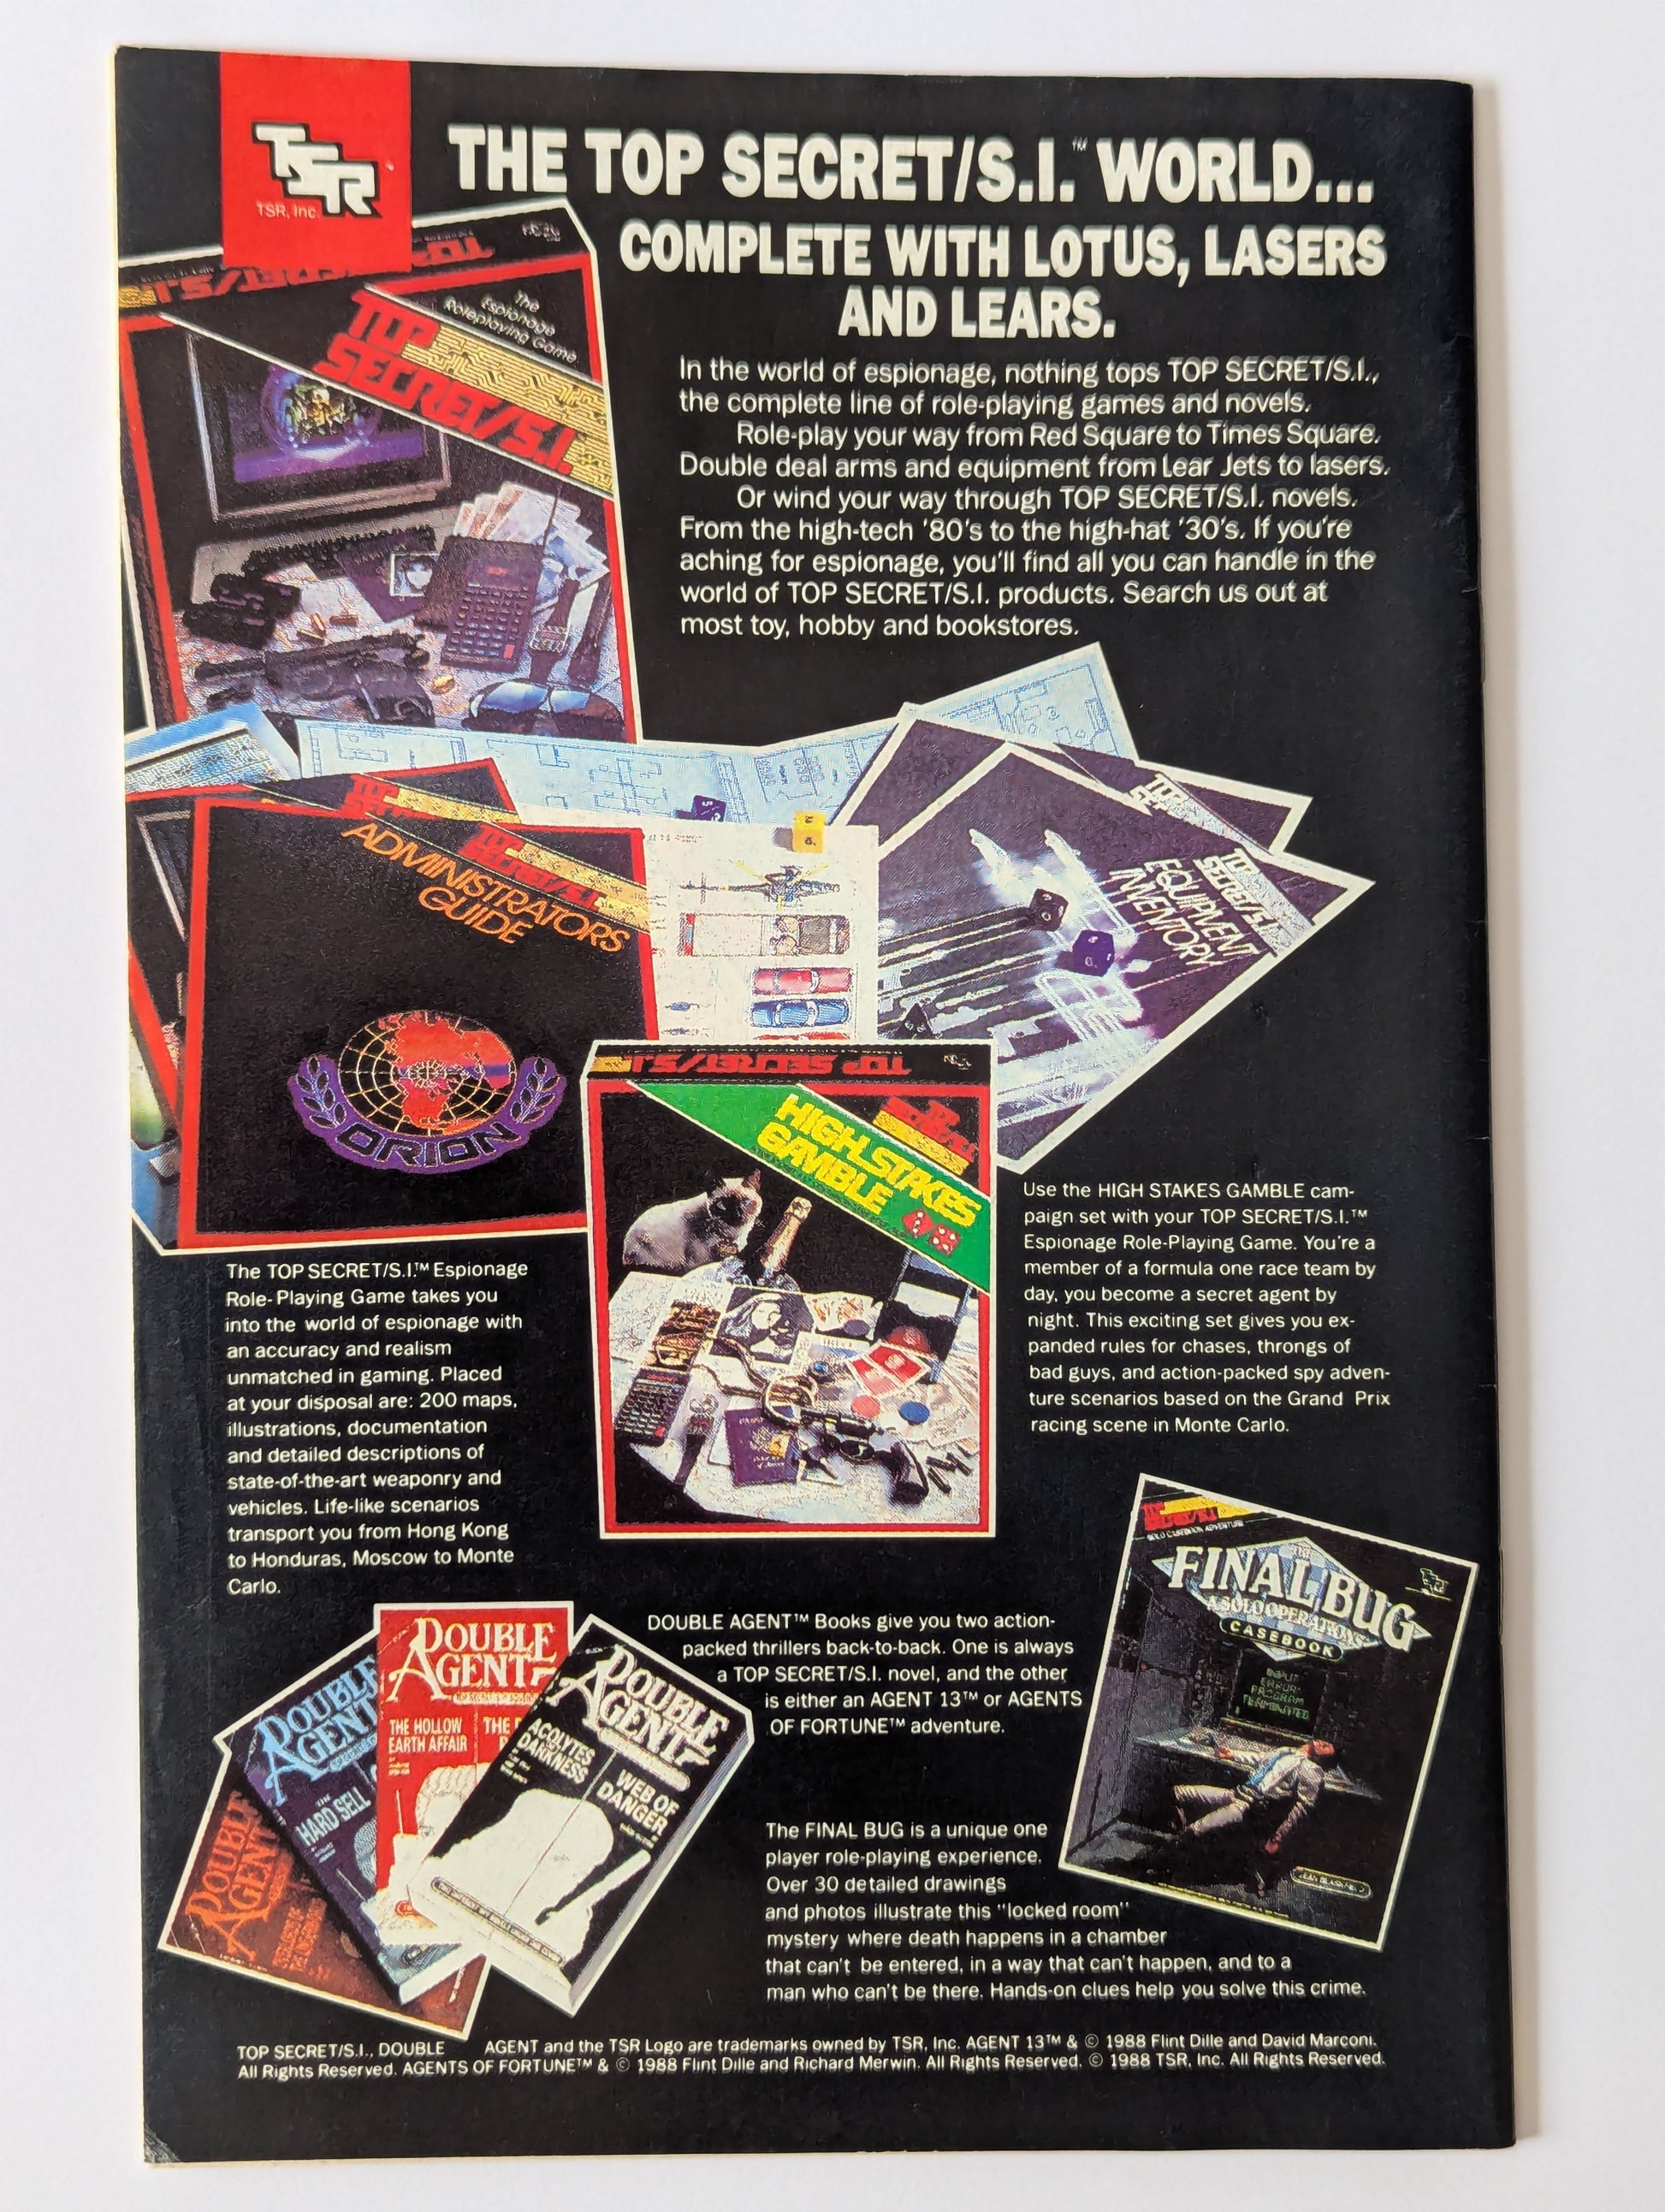 TSR
TSR, Inc.
THE TOP SECRET/S.I.™ WORLD...
COMPLETE WITH LOTUS, LASERS
AND LEARS.
The
Espionage
Roleplaying Game
TOP
SECRET/S.I.
In the world of espionage, nothing tops TOP SECRET/S.I.,
the complete line of role-playing games and novels.
Role-play your way from Red Square to Times Square.
Double deal arms and equipment from Lear Jets to lasers.
Or wind your way through TOP SECRET/S.I. novels.
From the high-tech '80's to the high-hat '30's. If you're
aching for espionage, you'll find all you can handle in the
world of TOP SECRET/S.I. products. Search us out at
most toy, hobby and bookstores.
TOP
SECRET/S.I.
ADMINISTRATORS
GUIDE
ORION
TOP
SECRET/S.I.
EQUIPMENT
INVENTORY
TOP SECRET/S.I.
TOP
SECRET/S.I.
HIGH STAKES
GAMBLE
Use the HIGH STAKES GAMBLE cam-
paign set with your TOP SECRET/S.I.™
Espionage Role-Playing Game. You're a
member of a formula one race team by
day, you become a secret agent by
night. This exciting set gives you ex-
panded rules for chases, throngs of
bad guys, and action-packed spy adven-
ture scenarios based on the Grand Prix
racing scene in Monte Carlo.
The TOP SECRET/S.I.™ Espionage
Role-Playing Game takes you
into the world of espionage with
an accuracy and realism
unmatched in gaming. Placed
at your disposal are: 200 maps,
illustrations, documentation
and detailed descriptions of
state-of-the-art weaponry and
vehicles. Life-like scenarios
transport you from Hong Kong
to Honduras, Moscow to Monte
Carlo.
TOP
SECRET/S.I.
SOLO CASEBOOK ADVENTURE
THE
FINAL BUG
A SOLO OPERATIONS
CASEBOOK
INPUT
ERROR:
PROGRAM
TERMINATED
DOUBLE AGENT™ Books give you two action-
packed thrillers back-to-back. One is always
a TOP SECRET/S.I. novel, and the other
is either an AGENT 13™ or AGENTS
OF FORTUNE™ adventure.
DOUBLE
AGENT
DOUBLE
AGENT
THE
HARD SELL
DOUBLE
AGENT
THE HOLLOW
EARTH AFFAIR
THE
DOUBLE
AGENT
ACOLYTES
DARKNESS
WEB OF
DANGER
The FINAL BUG is a unique one
player role-playing experience.
Over 30 detailed drawings
and photos illustrate this "locked room"
mystery where death happens in a chamber
that can't be entered, in a way that can't happen, and to a
man who can't be there. Hands-on clues help you solve this crime.
TOP SECRET/S.I., DOUBLE AGENT and the TSR Logo are trademarks owned by TSR, Inc. AGENT 13™ & © 1988 Flint Dille and David Marconi.
All Rights Reserved. AGENTS OF FORTUNE™ & © 1988 Flint Dille and Richard Merwin. All Rights Reserved. © 1988 TSR, Inc. All Rights Reserved.